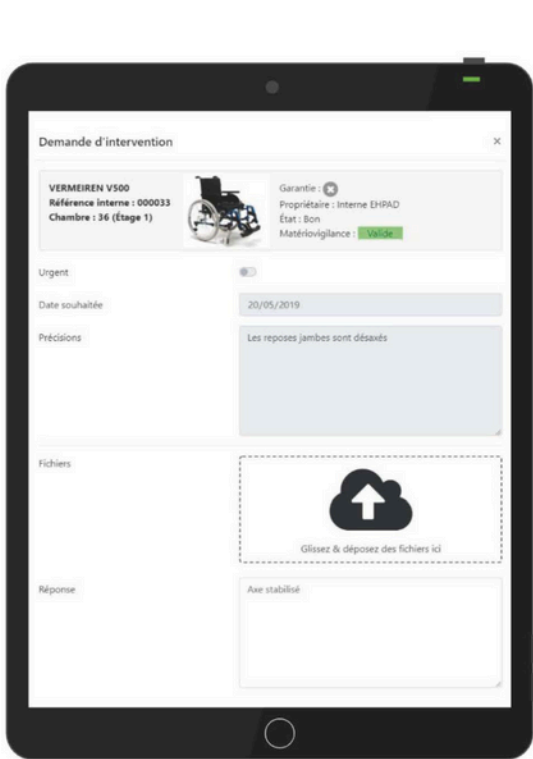 Demande d'intervention ×
VERMEIREN V500
Référence interne : 000033
Chambre : 36 (Étage 1)
Garantie :
Propriétaire : Interne EHPAD
État : Bon
Matériovigilance : Valide
Urgent
Date souhaitée 20/05/2019
Précisions Les reposes jambes sont désaxés
Fichiers
Glissez & déposez des fichiers ici
Réponse Axe stabilisé